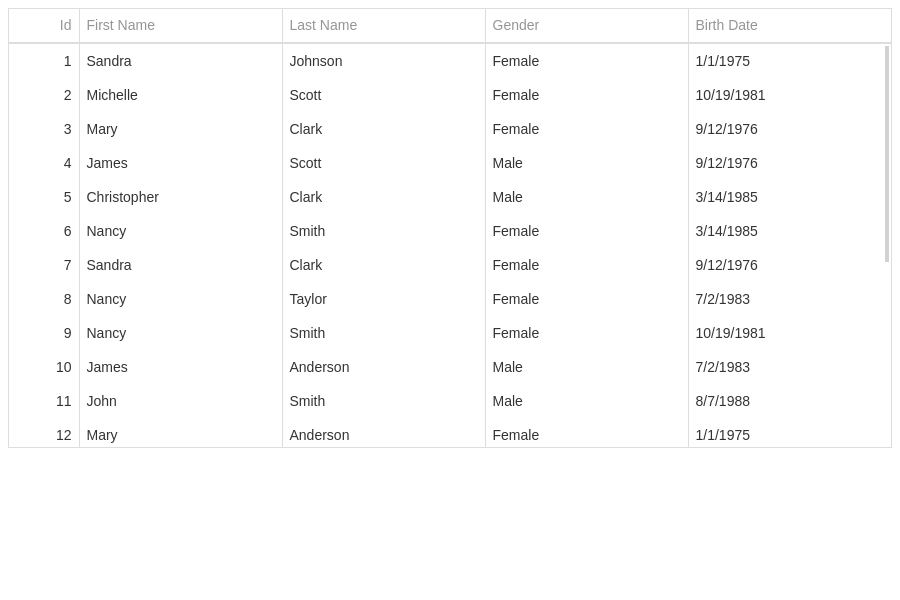 Id First Name Last Name Gender Birth Date
1 Sandra Johnson Female 1/1/1975
2 Michelle Scott Female 10/19/1981
3 Mary Clark Female 9/12/1976
4 James Scott Male 9/12/1976
5 Christopher Clark Male 3/14/1985
6 Nancy Smith Female 3/14/1985
7 Sandra Clark Female 9/12/1976
8 Nancy Taylor Female 7/2/1983
9 Nancy Smith Female 10/19/1981
10 James Anderson Male 7/2/1983
11 John Smith Male 8/7/1988
12 Mary Anderson Female 1/1/1975